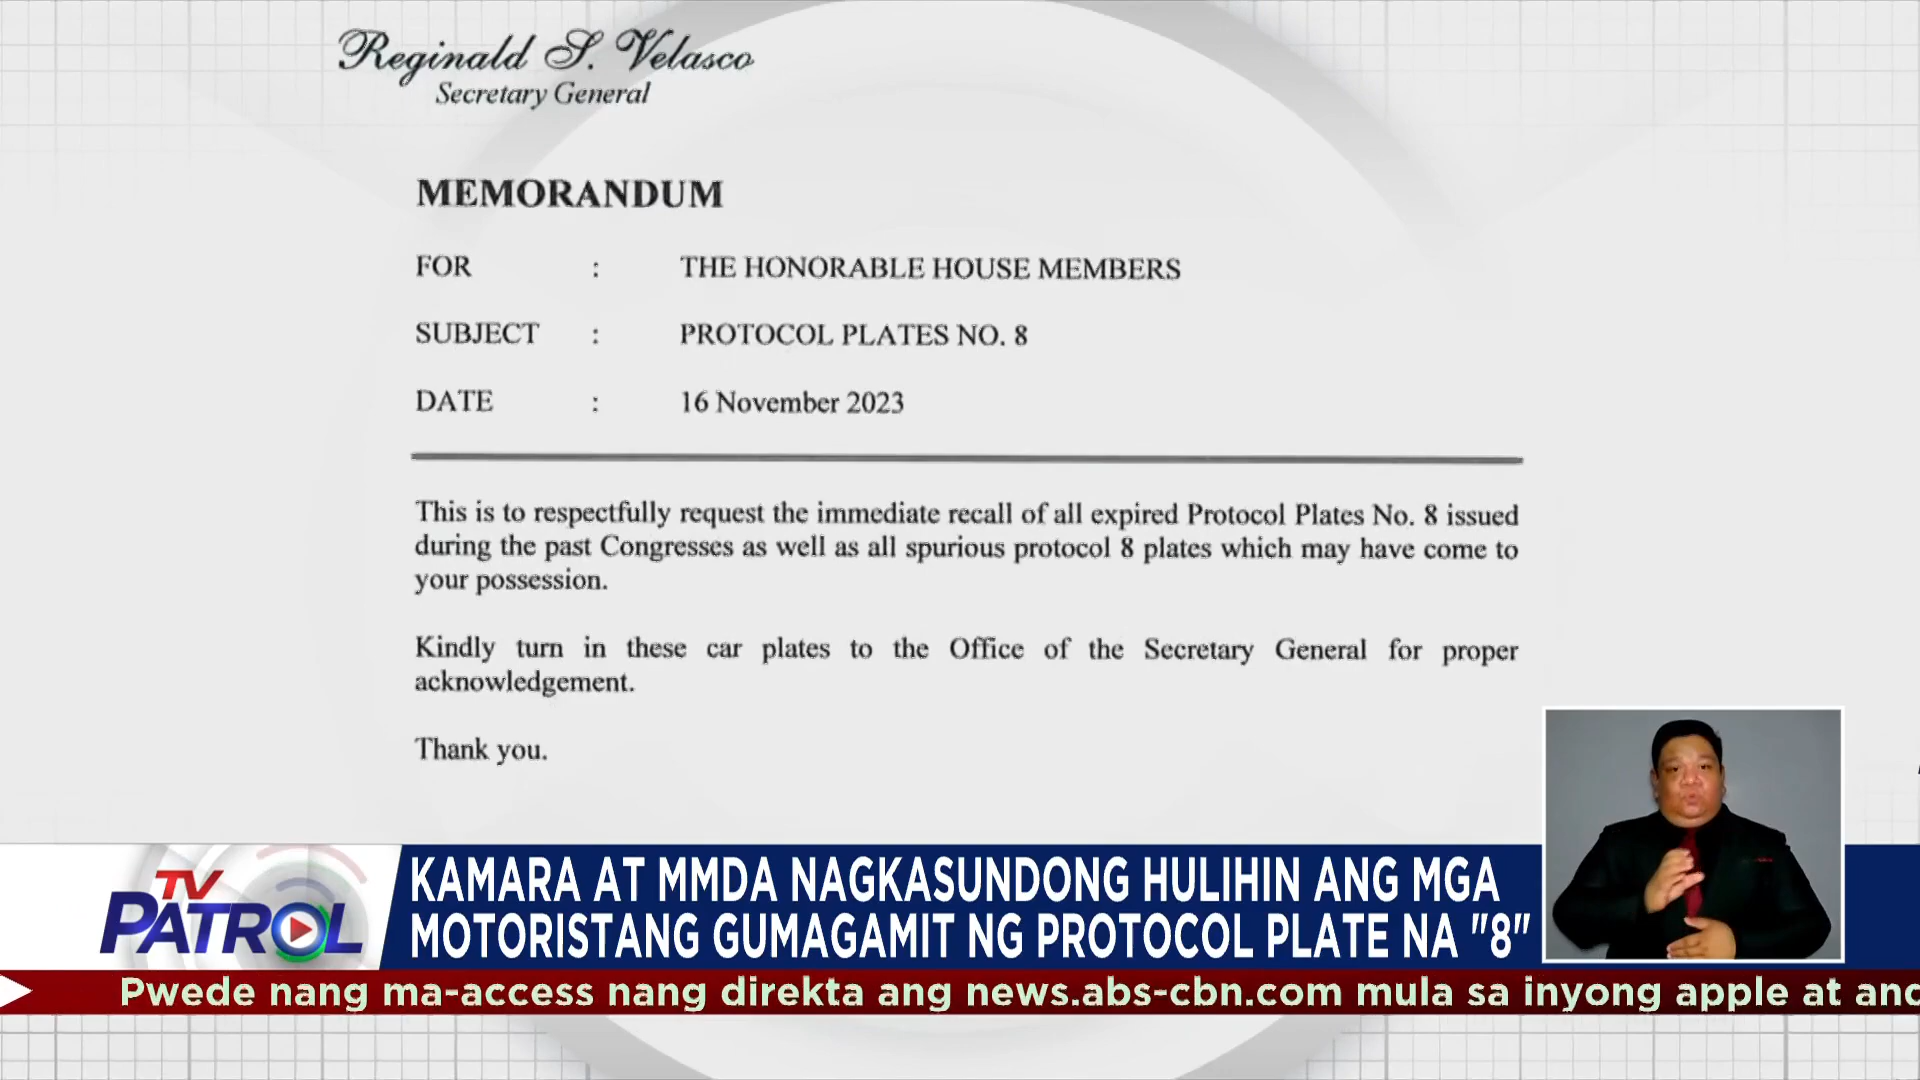 Reginald S. Velasco
Secretary General
MEMORANDUM
FOR : THE HONORABLE HOUSE MEMBERS
SUBJECT : PROTOCOL PLATES NO. 8
DATE : 16 November 2023
This is to respectfully request the immediate recall of all expired Protocol Plates No. 8 issued
during the past Congresses as well as all spurious protocol 8 plates which may have come to
your possession.
Kindly turn in these car plates to the Office of the Secretary General for proper
acknowledgement.
Thank you.
TV
PATROL
KAMARA AT MMDA NAGKASUNDONG HULIHIN ANG MGA
MOTORISTANG GUMAGAMIT NG PROTOCOL PLATE NA "8"
Pwede nang ma-access nang direkta ang news.abs-cbn.com mula sa inyong apple at